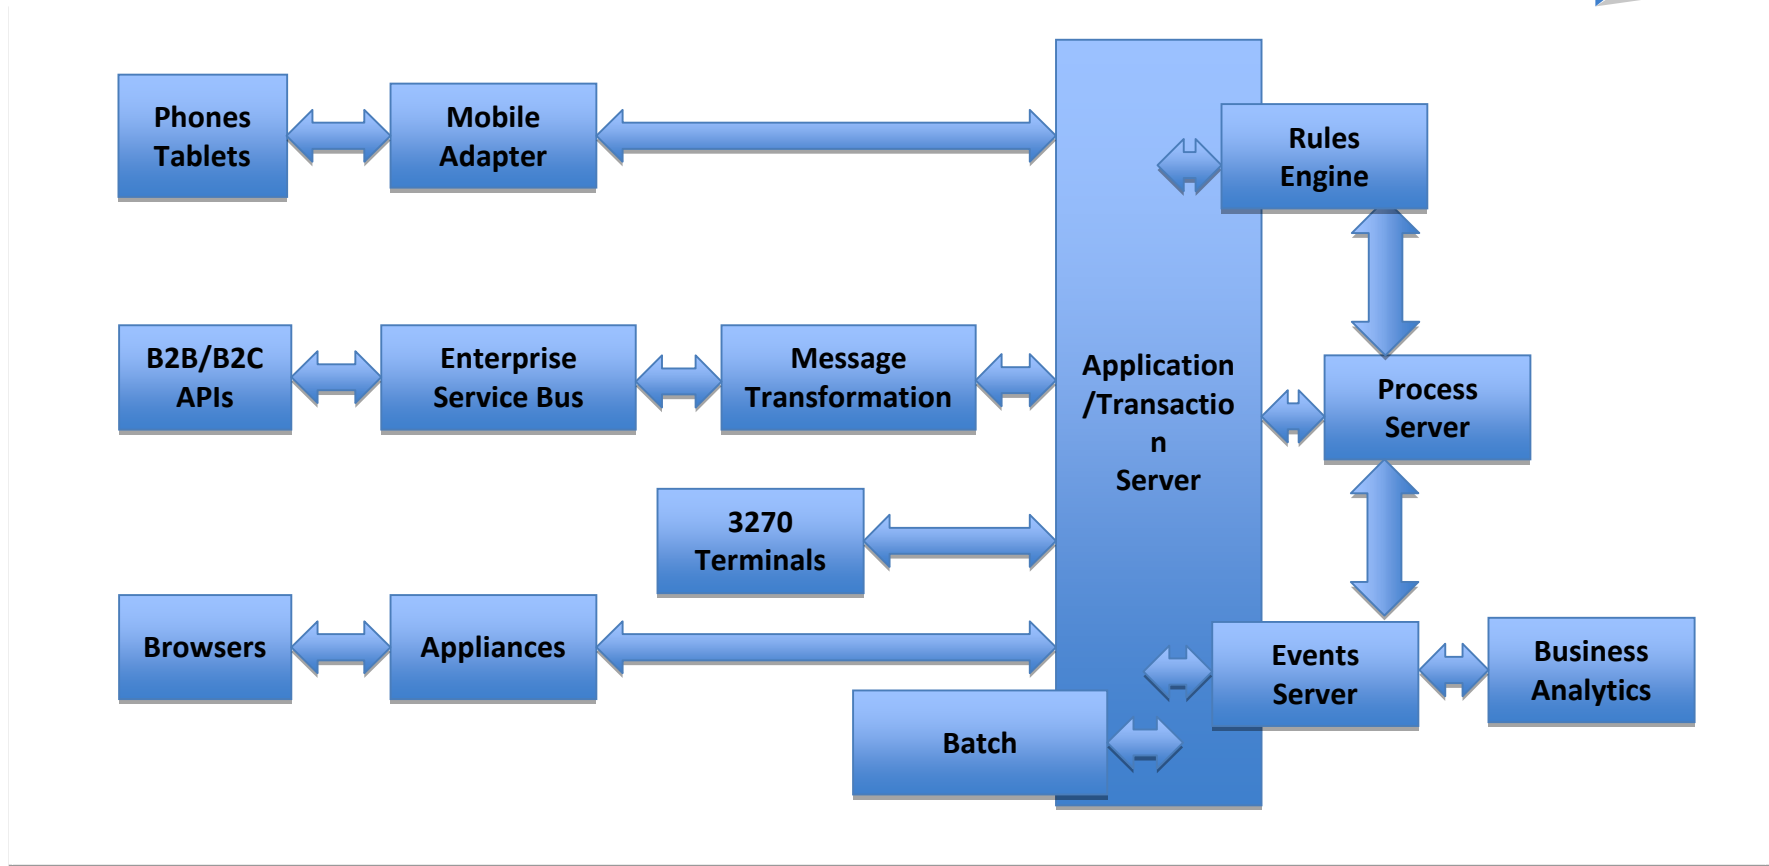 Phones
Tablets
Mobile
Adapter
Rules
Engine
B2B/B2C
APIs
Enterprise
Service Bus
Message
Transformation
Application
/Transactio
n
Server
Process
Server
3270
Terminals
Browsers
Appliances
Events
Server
Business
Analytics
Batch